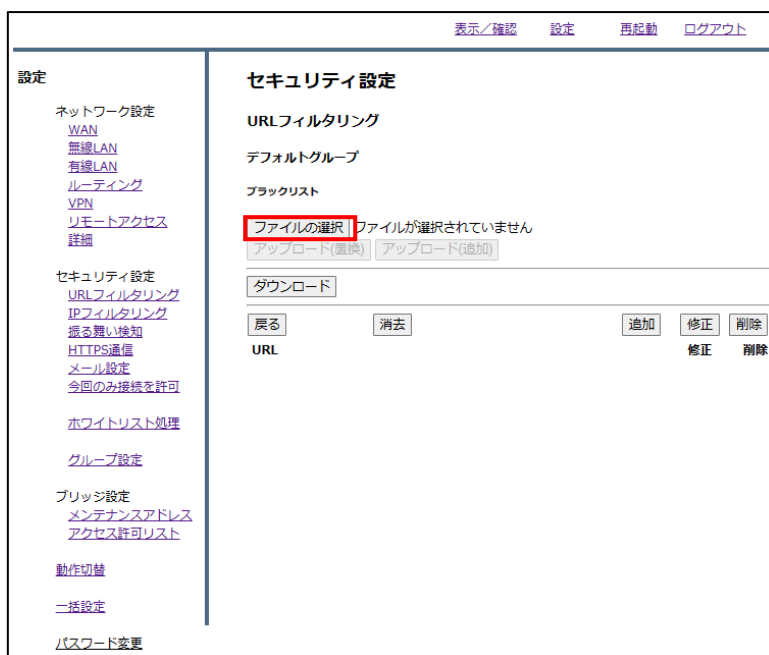 表示／確認 設定 再起動 ログアウト
設定
ネットワーク設定
WAN
無線LAN
有線LAN
ルーティング
VPN
リモートアクセス
詳細
セキュリティ設定
URLフィルタリング
IPフィルタリング
振る舞い検知
HTTPS通信
メール設定
今回のみ接続を許可
ホワイトリスト処理
グループ設定
ブリッジ設定
メンテナンスアドレス
アクセス許可リスト
動作切替
一括設定
パスワード変更
セキュリティ設定
URLフィルタリング
デフォルトグループ
ブラックリスト
ファイルの選択 ファイルが選択されていません
アップロード(置換) アップロード(追加)
ダウンロード
戻る 消去 追加 修正 削除
URL 修正 削除